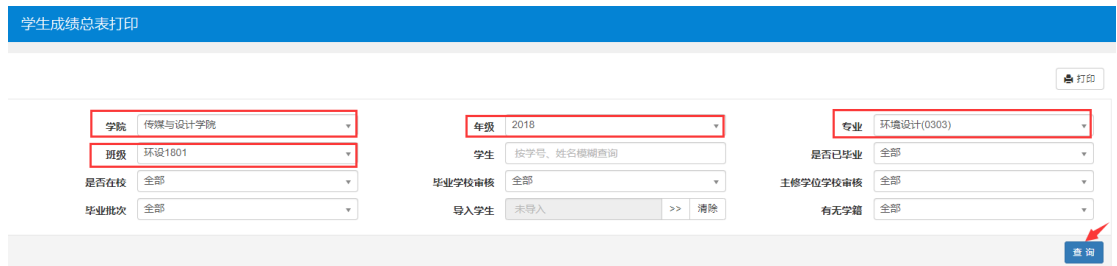 学生成绩总表打印
打印
学院 传媒与设计学院 年级 2018 专业 环境设计(0303)
班级 环设1801 学生 按学号、姓名模糊查询 是否已毕业 全部
是否在校 全部 毕业学校审核 全部 主修学位学校审核 全部
毕业批次 全部 导入学生 未导入 >> 清除 有无学籍 全部
查 询